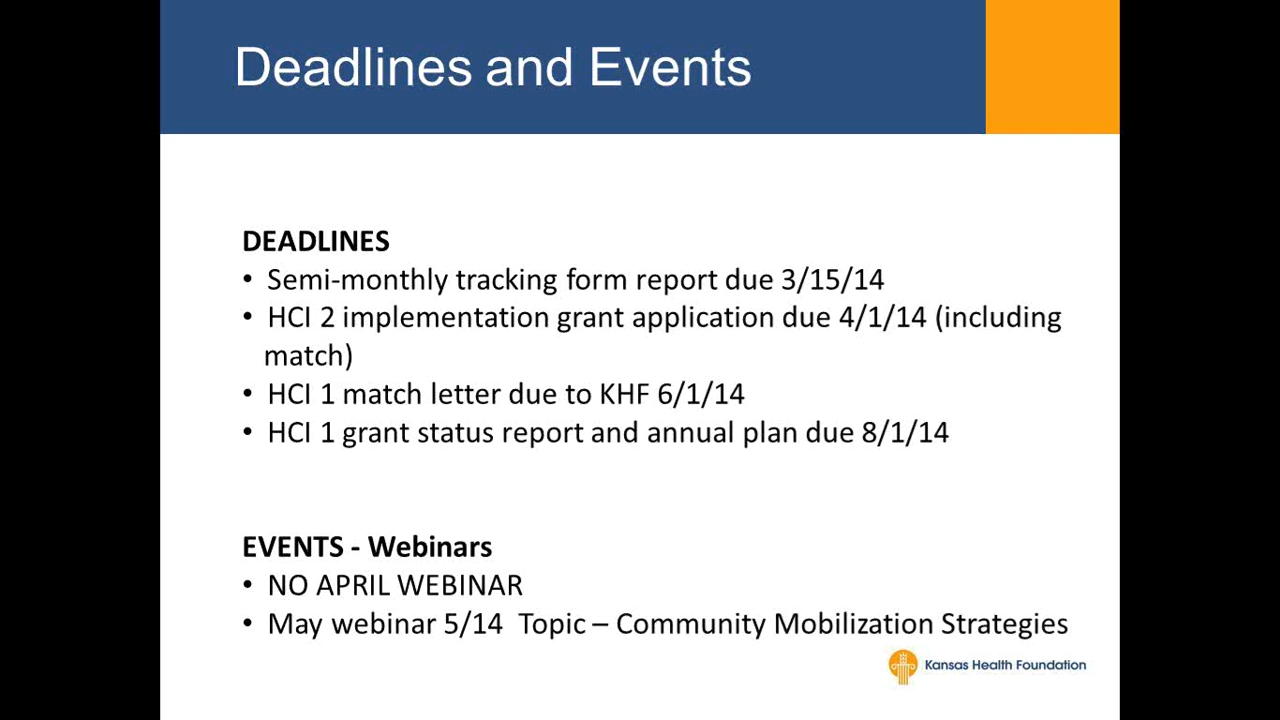 Deadlines and Events
DEADLINES
• Semi-monthly tracking form report due 3/15/14
• HCI 2 implementation grant application due 4/1/14 (including
match)
• HCI 1 match letter due to KHF 6/1/14
• HCI 1 grant status report and annual plan due 8/1/14
EVENTS - Webinars
• NO APRIL WEBINAR
• May webinar 5/14  Topic – Community Mobilization Strategies
Kansas Health Foundation